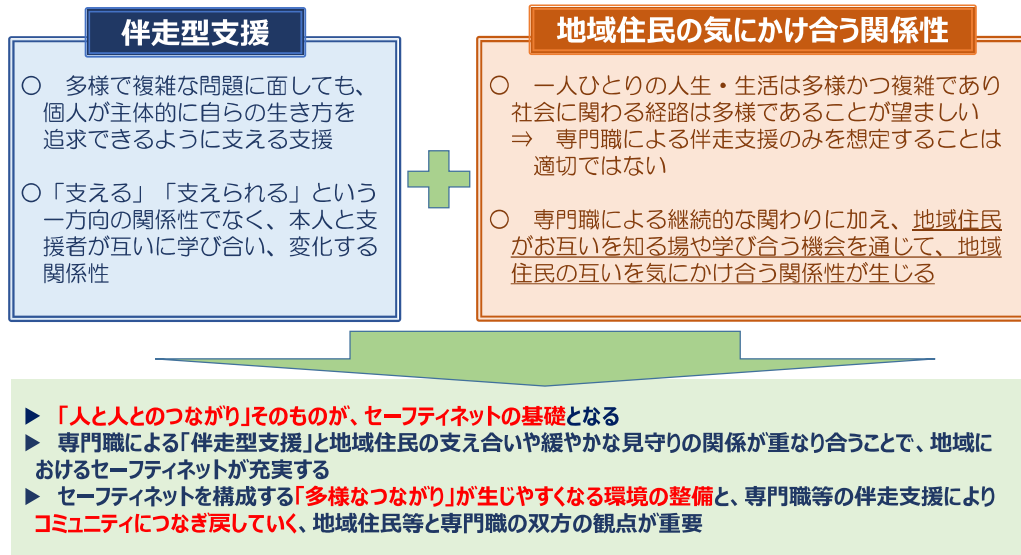 伴走型支援
○ 多様で複雑な問題に面しても、
個人が主体的に自らの生き方を
追求できるように支える支援
○「支える」「支えられる」という
一方向の関係性でなく、本人と支
援者が互いに学び合い、変化する
関係性
地域住民の気にかけ合う関係性
○ 一人ひとりの人生・生活は多様かつ複雑であり
社会に関わる経路は多様であることが望ましい
⇒ 専門職による伴走支援のみを想定することは
適切ではない
○ 専門職による継続的な関わりに加え、地域住民
がお互いを知る場や学び合う機会を通じて、地域
住民の互いを気にかけ合う関係性が生じる
▶ 「人と人とのつながり」そのものが、セーフティネットの基礎となる
▶ 専門職による「伴走型支援」と地域住民の支え合いや緩やかな見守りの関係が重なり合うことで、地域に
おけるセーフティネットが充実する
▶ セーフティネットを構成する「多様なつながり」が生じやすくなる環境の整備と、専門職等の伴走支援により
コミュニティにつなぎ戻していく、地域住民等と専門職の双方の観点が重要